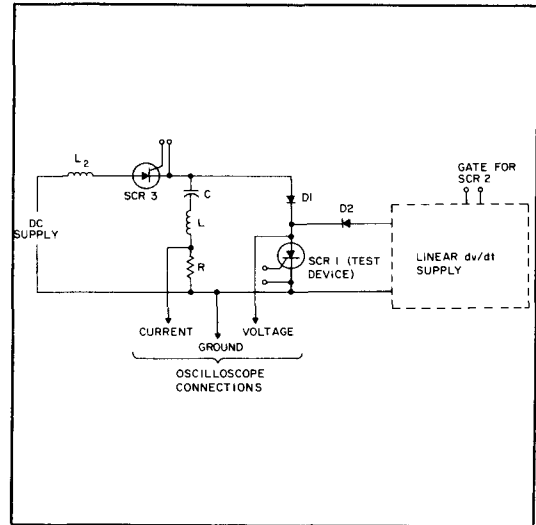 L2
SCR 3
C
D1
GATE FOR
SCR 2
D2
DC
SUPPLY
L
R
SCR 1 (TEST
DEVICE)
LINEAR dv/dt
SUPPLY
CURRENT
VOLTAGE
GROUND
OSCILLOSCOPE
CONNECTIONS